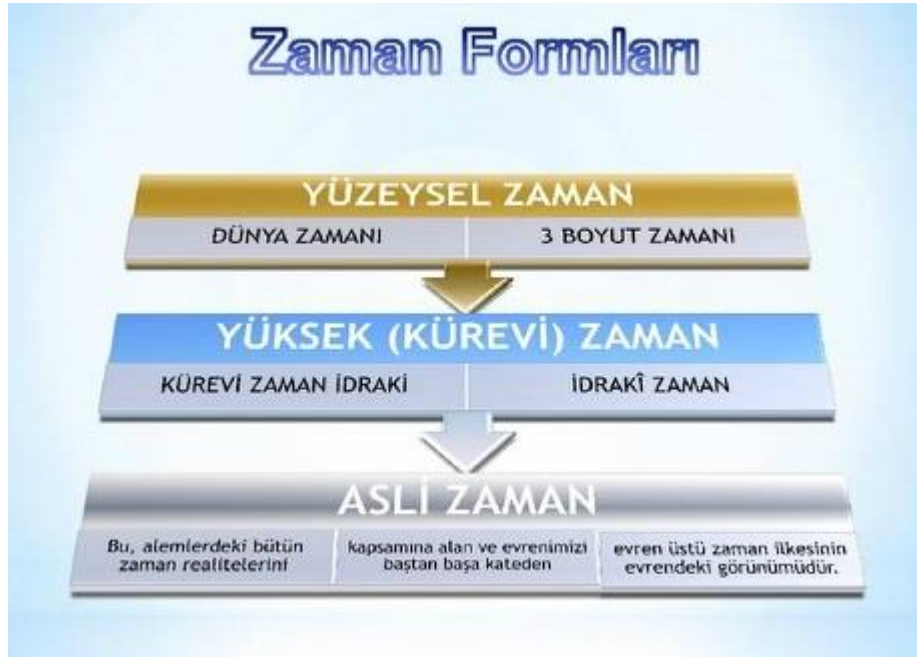 Zaman Formları
YÜZEYSEL ZAMAN
DÜNYA ZAMANI
3 BOYUT ZAMANI
YÜKSEK (KÜREVİ) ZAMAN
KÜREVİ ZAMAN İDRAKİ
İDRAKÎ ZAMAN
ASLİ ZAMAN
Bu, alemlerdeki bütün
zaman realitelerini
kapsamına alan ve evrenimizi
baştan başa kateden
evren üstü zaman ilkesinin
evrendeki görünümüdür.